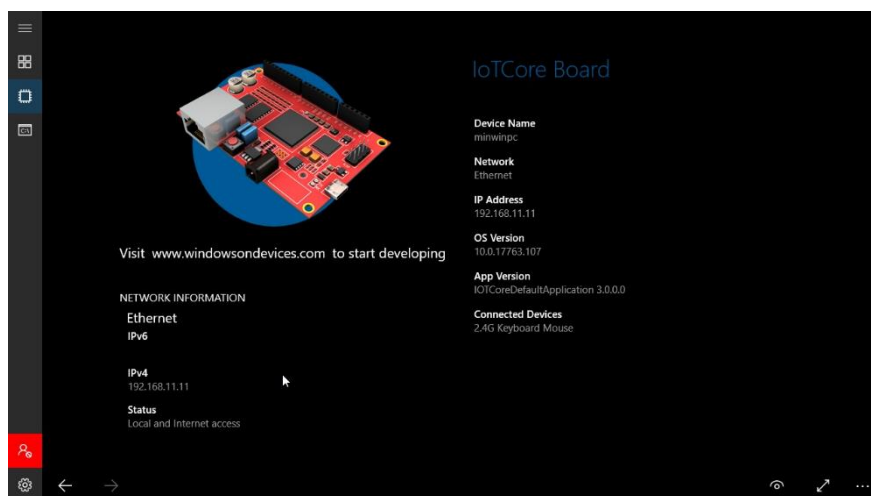 Visit www.windowsondevices.com to start developing
NETWORK INFORMATION
Ethernet
IPv6
IPv4
192.168.11.11
Status
Local and Internet access
IoTCore Board
Device Name
minwinpc
Network
Ethernet
IP Address
192.168.11.11
OS Version
10.0.17763.107
App Version
IOTCoreDefaultApplication 3.0.0.0
Connected Devices
2.4G Keyboard Mouse